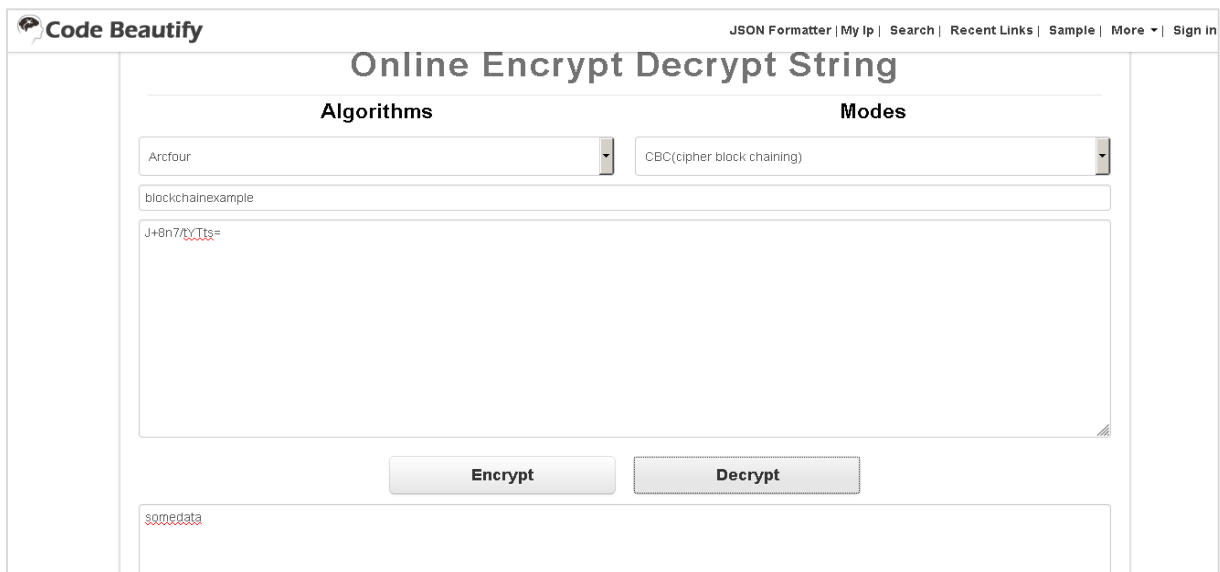 Code Beautify
JSON Formatter | My Ip | Search | Recent Links | Sample | More | Sign in
Online Encrypt Decrypt String
Algorithms Modes
Arcfour CBC(cipher block chaining)
blockchainexample
J+8n7/tYTts=
Encrypt Decrypt
somedata